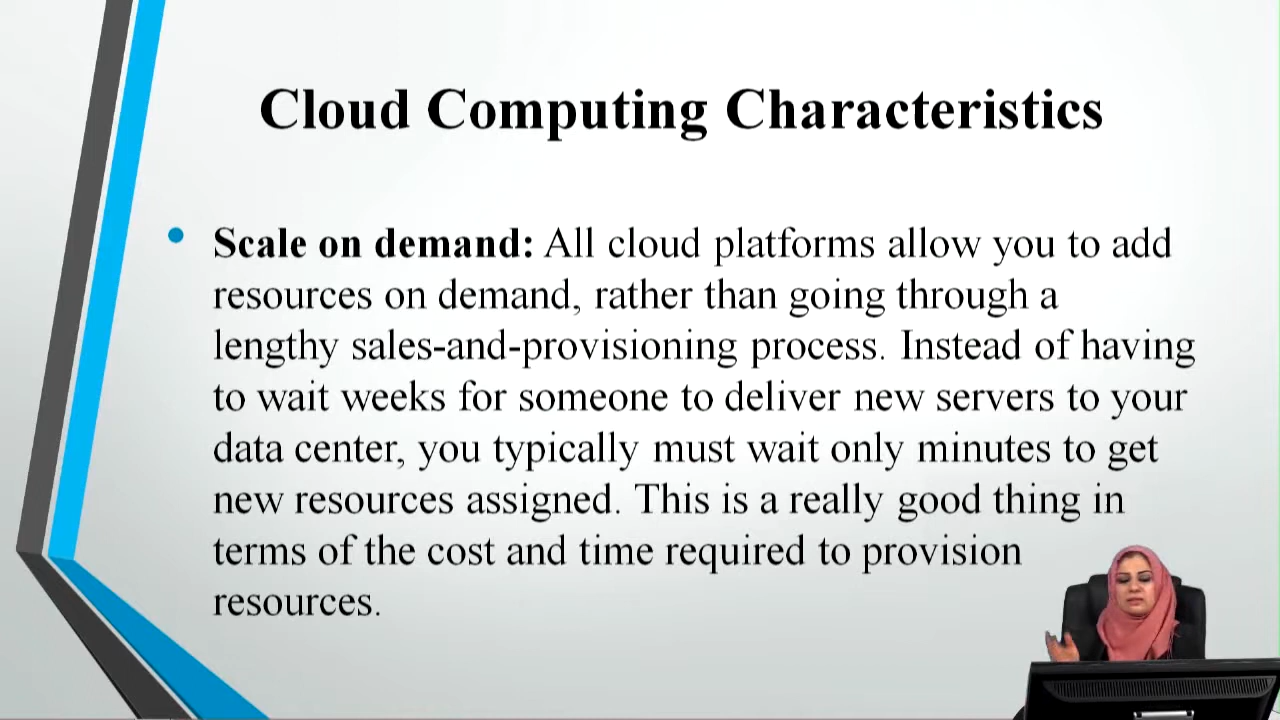 Cloud Computing Characteristics
• Scale on demand: All cloud platforms allow you to add
resources on demand, rather than going through a
lengthy sales-and-provisioning process. Instead of having
to wait weeks for someone to deliver new servers to your
data center, you typically must wait only minutes to get
new resources assigned. This is a really good thing in
terms of the cost and time required to provision
resources.